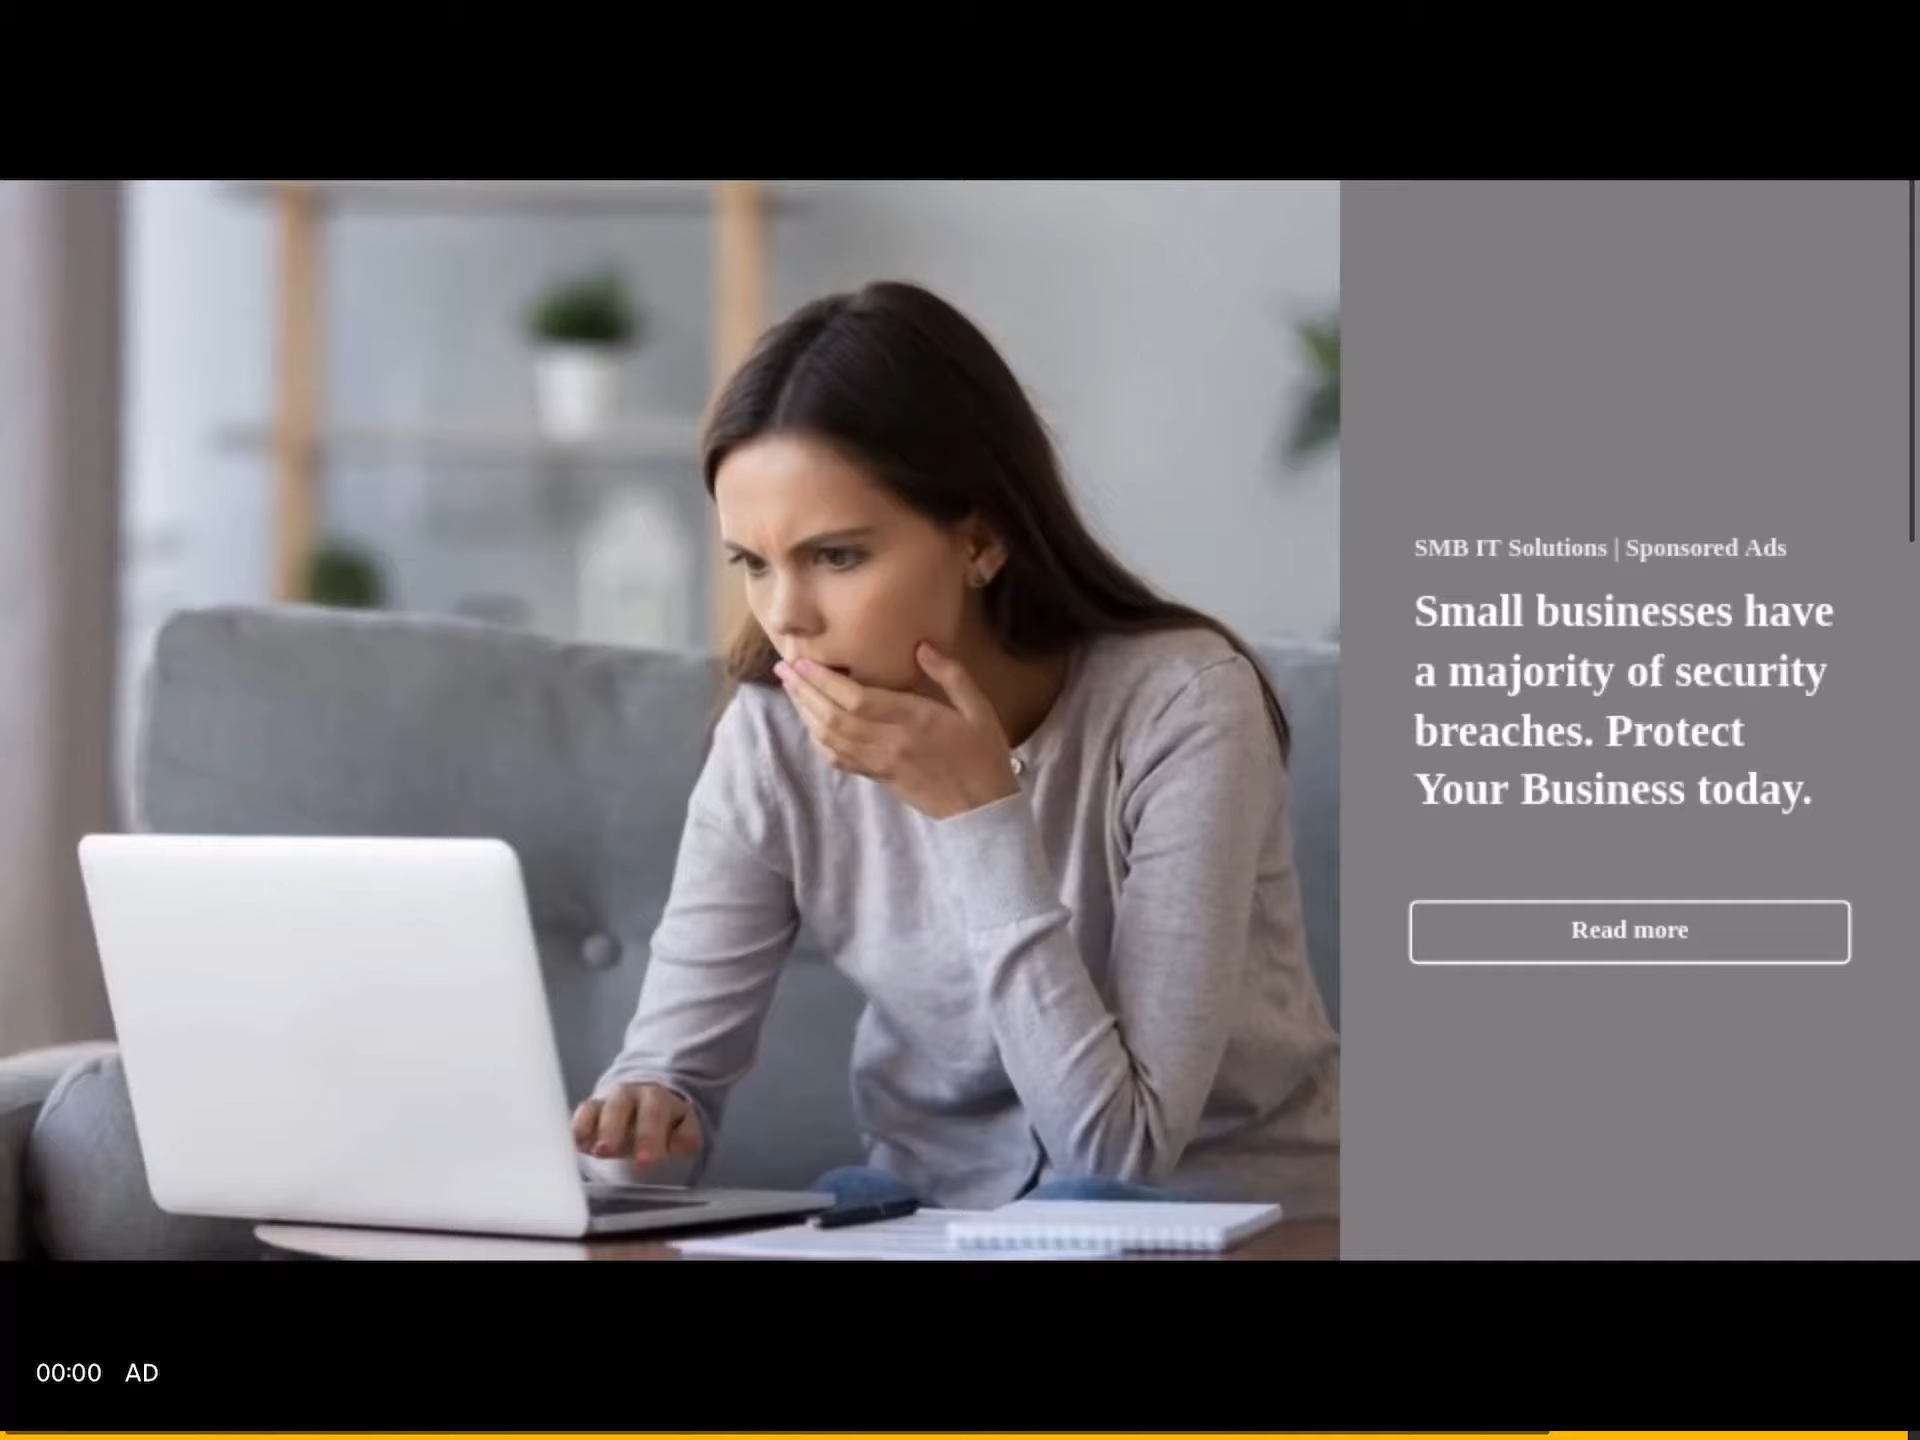 SMB IT Solutions | Sponsored Ads
Small businesses have
a majority of security
breaches. Protect
Your Business today.
Read more
00:00 AD